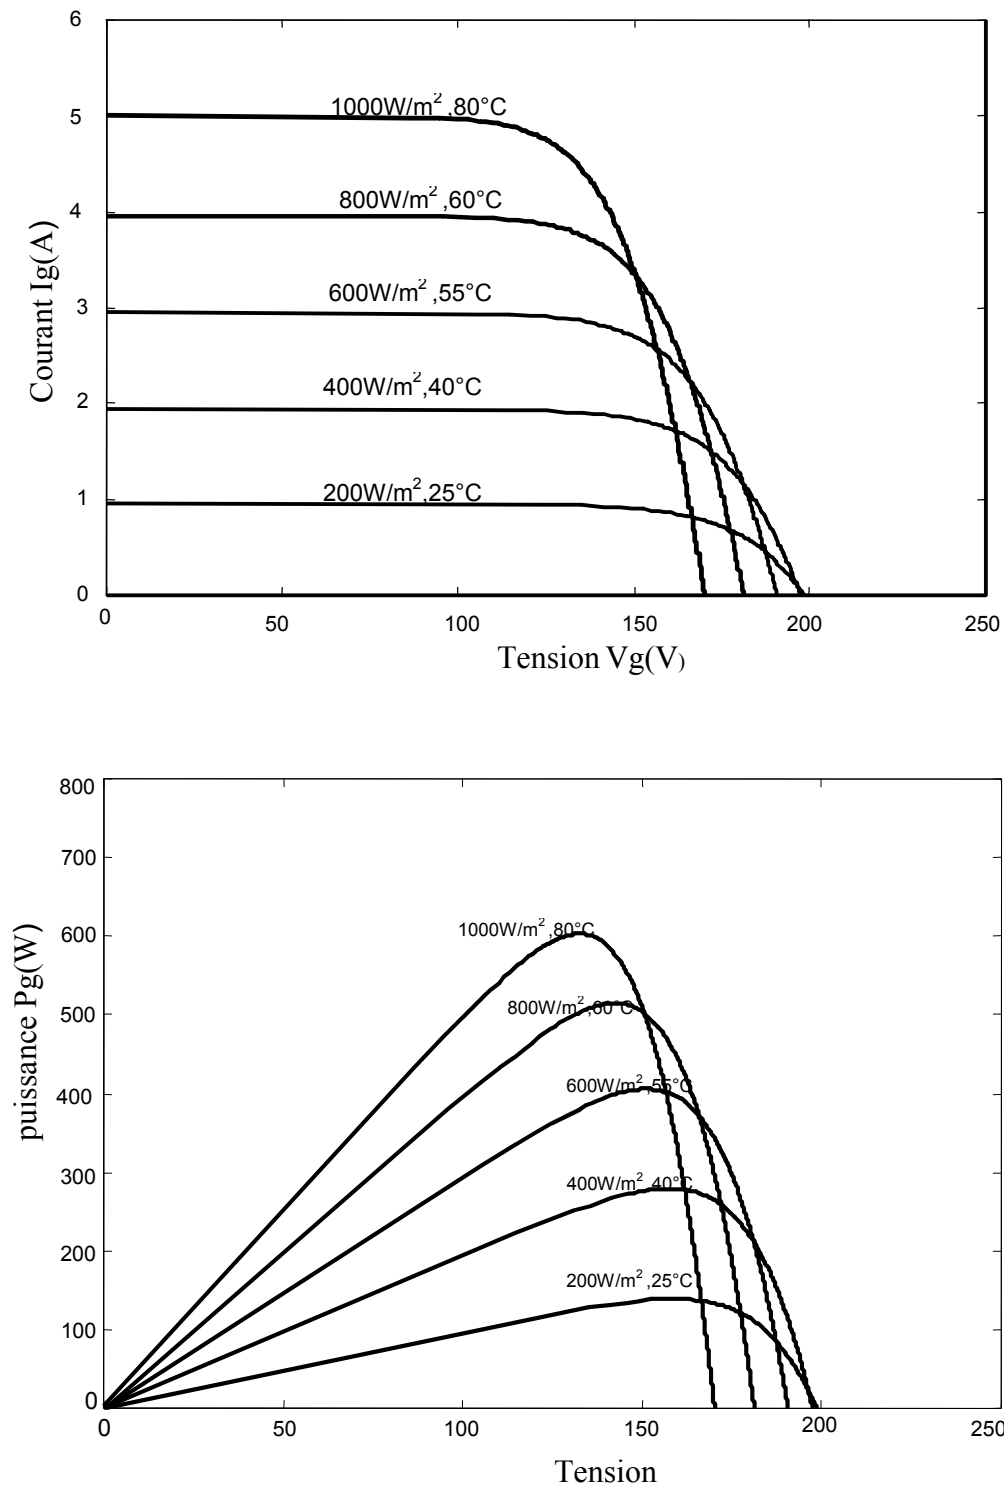 6
5
4
3
2
1
0
Courant Ig(A)
1000W/m²,80°C
800W/m²,60°C
600W/m²,55°C
400W/m²,40°C
200W/m²,25°C
0 50 100 150 200 250
Tension Vg(V)
800
700
600
500
400
300
200
100
0
puissance Pg(W)
1000W/m²,80°C
800W/m²,60°C
600W/m²,55°C
400W/m²,40°C
200W/m²,25°C
0 50 100 150 200 250
Tension